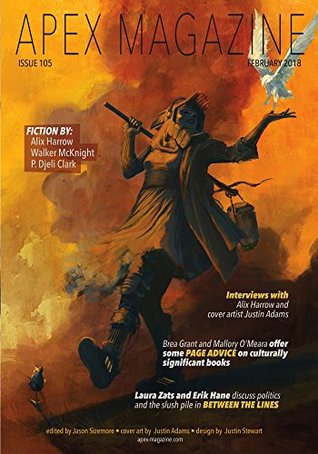 APEX MAGAZINE
ISSUE 105
FEBRUARY 2018
FICTION BY:
Alix Harrow
Walker McKnight
P. Djeli Clark
Interviews with
Alix Harrow and
cover artist Justin Adams
Brea Grant and Mallory O'Meara offer
some PAGE ADVICE on culturally
significant books
Laura Zats and Erik Hane discuss politics
and the slush pile in BETWEEN THE LINES
edited by Jason Sizemore • cover art by Justin Adams • design by Justin Stewart
apex-magazine.com